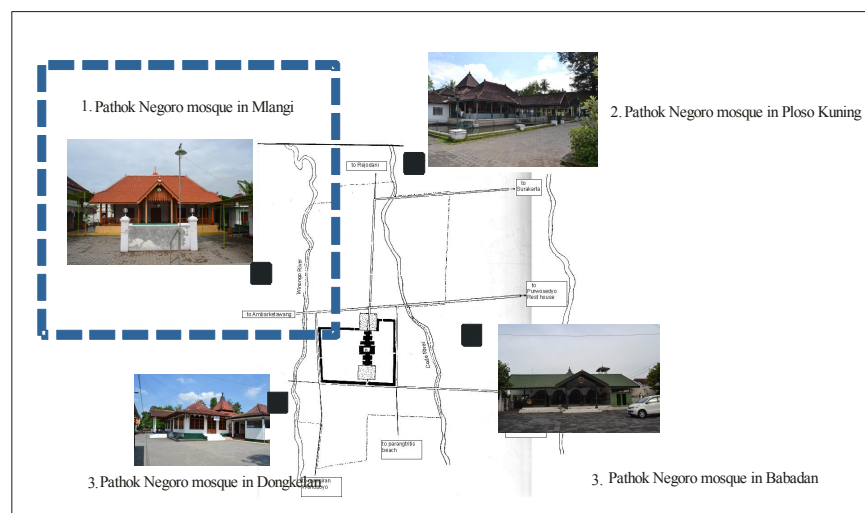 1. Pathok Negoro mosque in Mlangi
2. Pathok Negoro mosque in Ploso Kuning
to Rejodani
to
Surakarta
Winongo River
to
Purwosedyo
Rest house
to Ambarketawang
Code River
to parangtritis
beach
3. Pathok Negoro mosque in Dongkelan
3. Pathok Negoro mosque in Babadan